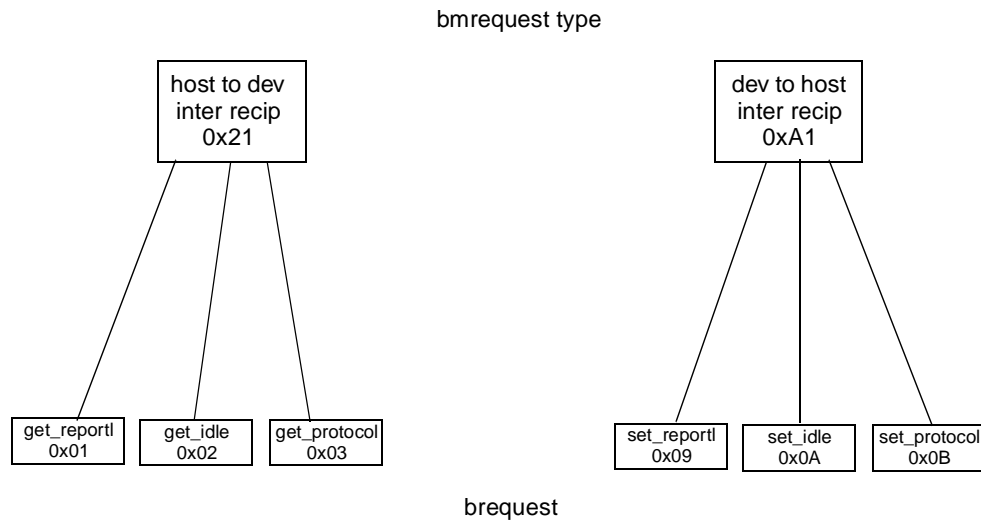 bmrequest type
host to dev
inter recip
0x21
dev to host
inter recip
0xA1
get_reportl
0x01
get_idle
0x02
get_protocol
0x03
set_reportl
0x09
set_idle
0x0A
set_protocol
0x0B
brequest